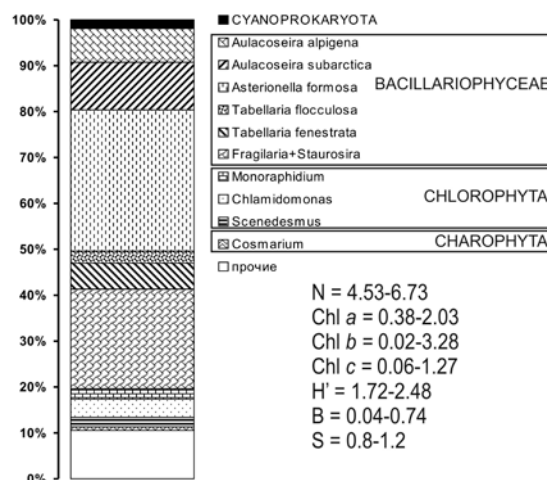 100%
90%
80%
70%
60%
50%
40%
30%
20%
10%
0%
CYANOPROKARYOTA
Aulacoseira alpigena
Aulacoseira subarctica
Asterionella formosa
Tabellaria flocculosa
Tabellaria fenestrata
Fragilaria+Staurosira
BACILLARIOPHYCEAE
Monoraphidium
Chlamidomonas
Scenedesmus
CHLOROPHYTA
Cosmarium
CHAROPHYTA
прочие
N = 4.53-6.73
Chl a = 0.38-2.03
Chl b = 0.02-3.28
Chl c = 0.06-1.27
H' = 1.72-2.48
B = 0.04-0.74
S = 0.8-1.2